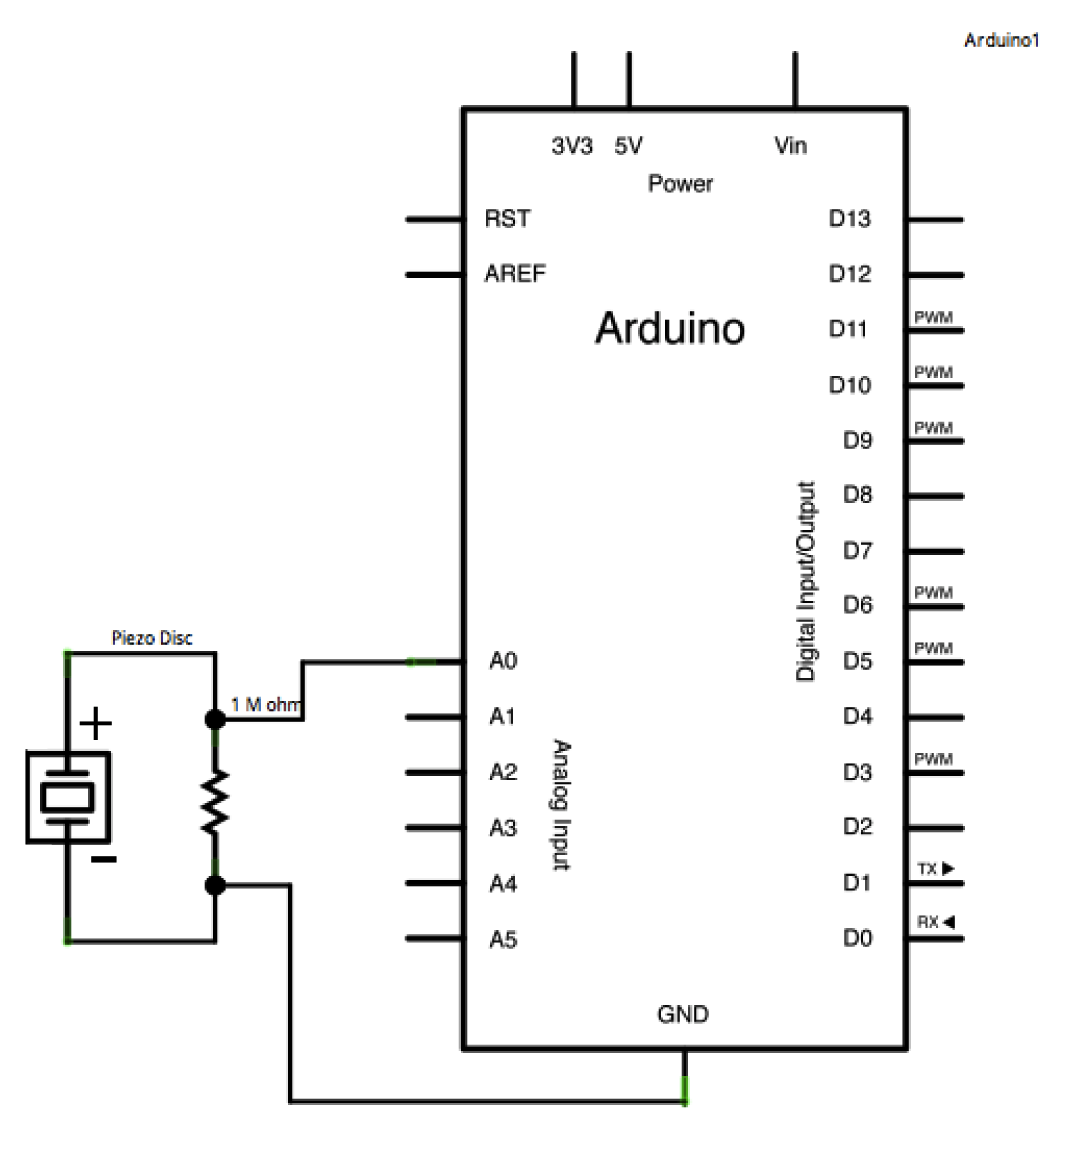 Arduino1
3V3 5V Vin
Power
RST
AREF
Arduino
D13
D12
D11 PWM
D10 PWM
D9 PWM
D8
D7
D6 PWM
D5 PWM
D4
D3 PWM
D2
D1 TX
D0 RX
Digital Input/Output
Piezo Disc
+
1 M ohm
−
A0
A1
A2
A3
A4
A5
Analog Input
GND